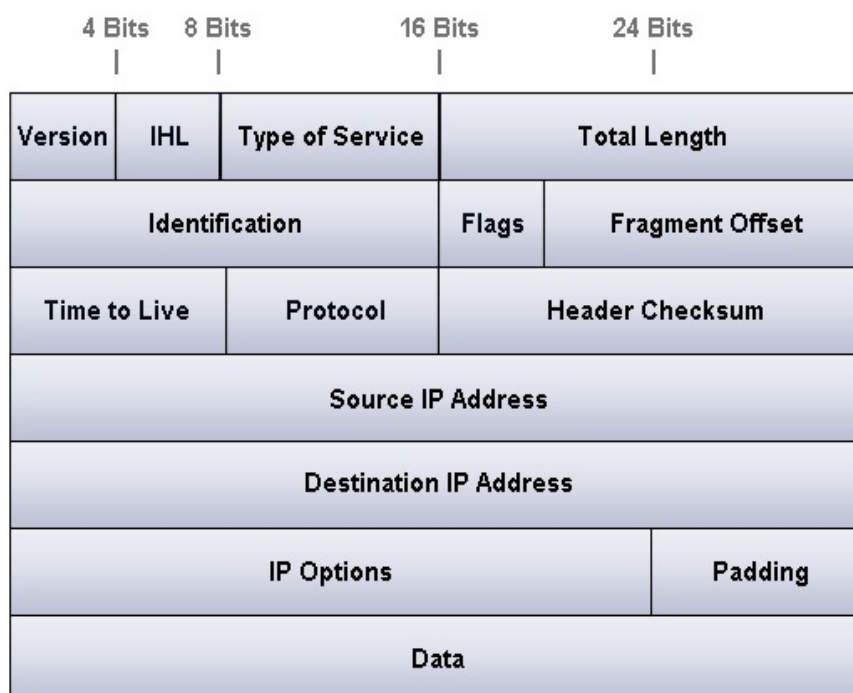 4 Bits 8 Bits 16 Bits 24 Bits
Version IHL Type of Service Total Length
Identification Flags Fragment Offset
Time to Live Protocol Header Checksum
Source IP Address
Destination IP Address
IP Options Padding
Data